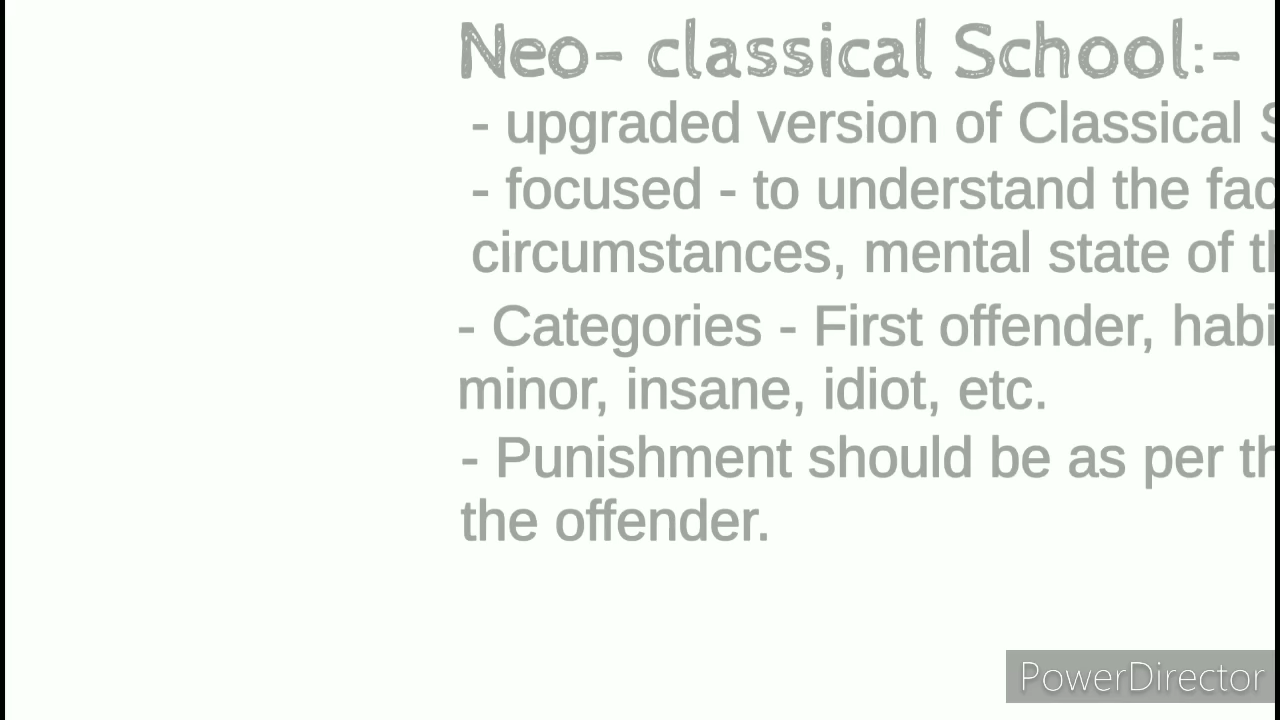 Neo- classical School:-
- upgraded version of Classical
- focused - to understand the
circumstances, mental state of
- Categories - First offender,
minor, insane, idiot, etc.
- Punishment should be as per
the offender.
PowerDirector